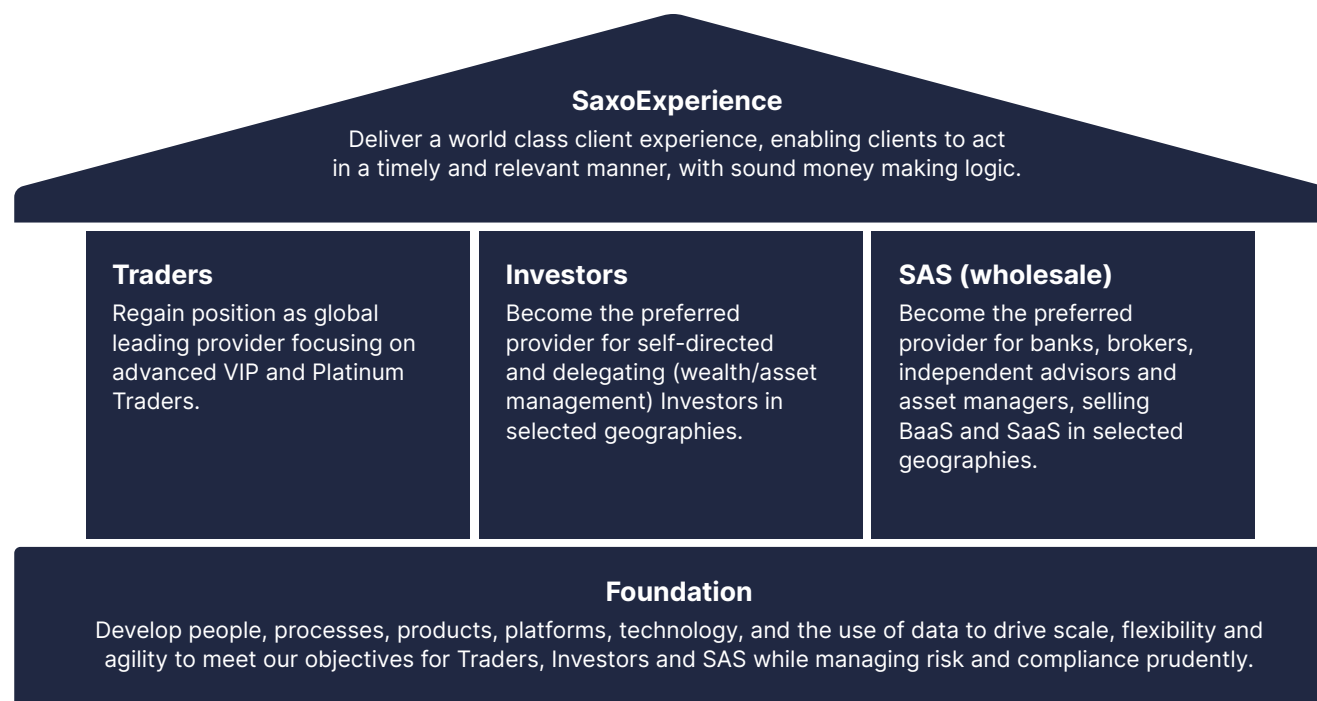 SaxoExperience
Deliver a world class client experience, enabling clients to act
in a timely and relevant manner, with sound money making logic.
Traders
Regain position as global
leading provider focusing on
advanced VIP and Platinum
Traders.
Investors
Become the preferred
provider for self-directed
and delegating (wealth/asset
management) Investors in
selected geographies.
SAS (wholesale)
Become the preferred
provider for banks, brokers,
independent advisors and
asset managers, selling
BaaS and SaaS in selected
geographies.
Foundation
Develop people, processes, products, platforms, technology, and the use of data to drive scale, flexibility and
agility to meet our objectives for Traders, Investors and SAS while managing risk and compliance prudently.